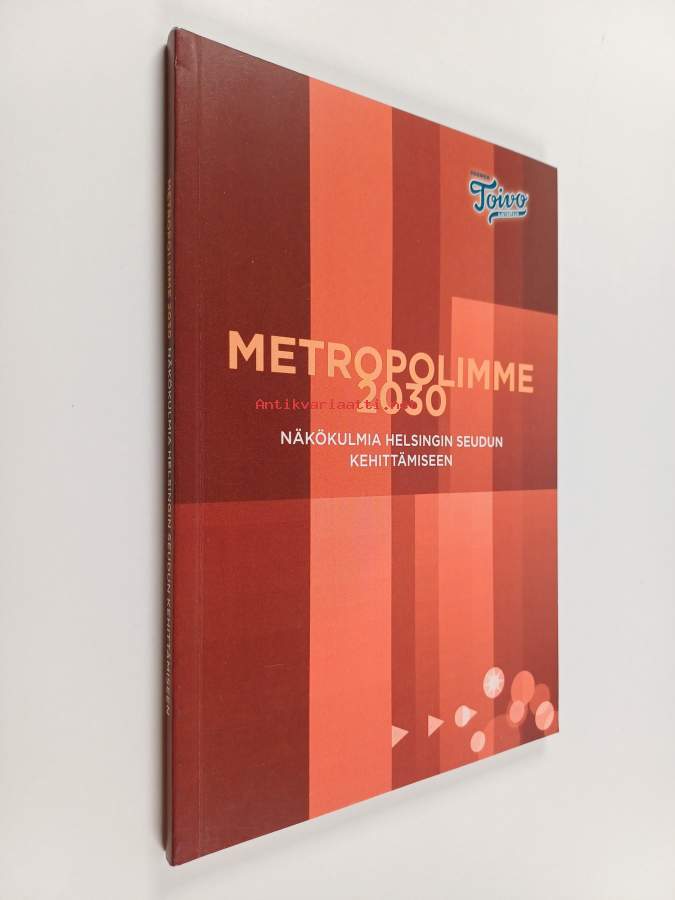 Toivo
METROPOLIMME
2030
Antikvariaatti.net
NÄKÖKULMIA HELSINGIN SEUDUN
KEHITTÄMISEEN
METROPOLIMME 2030 NÄKÖKULMIA HELSINGIN SEUDUN KEHITTÄMISEEN